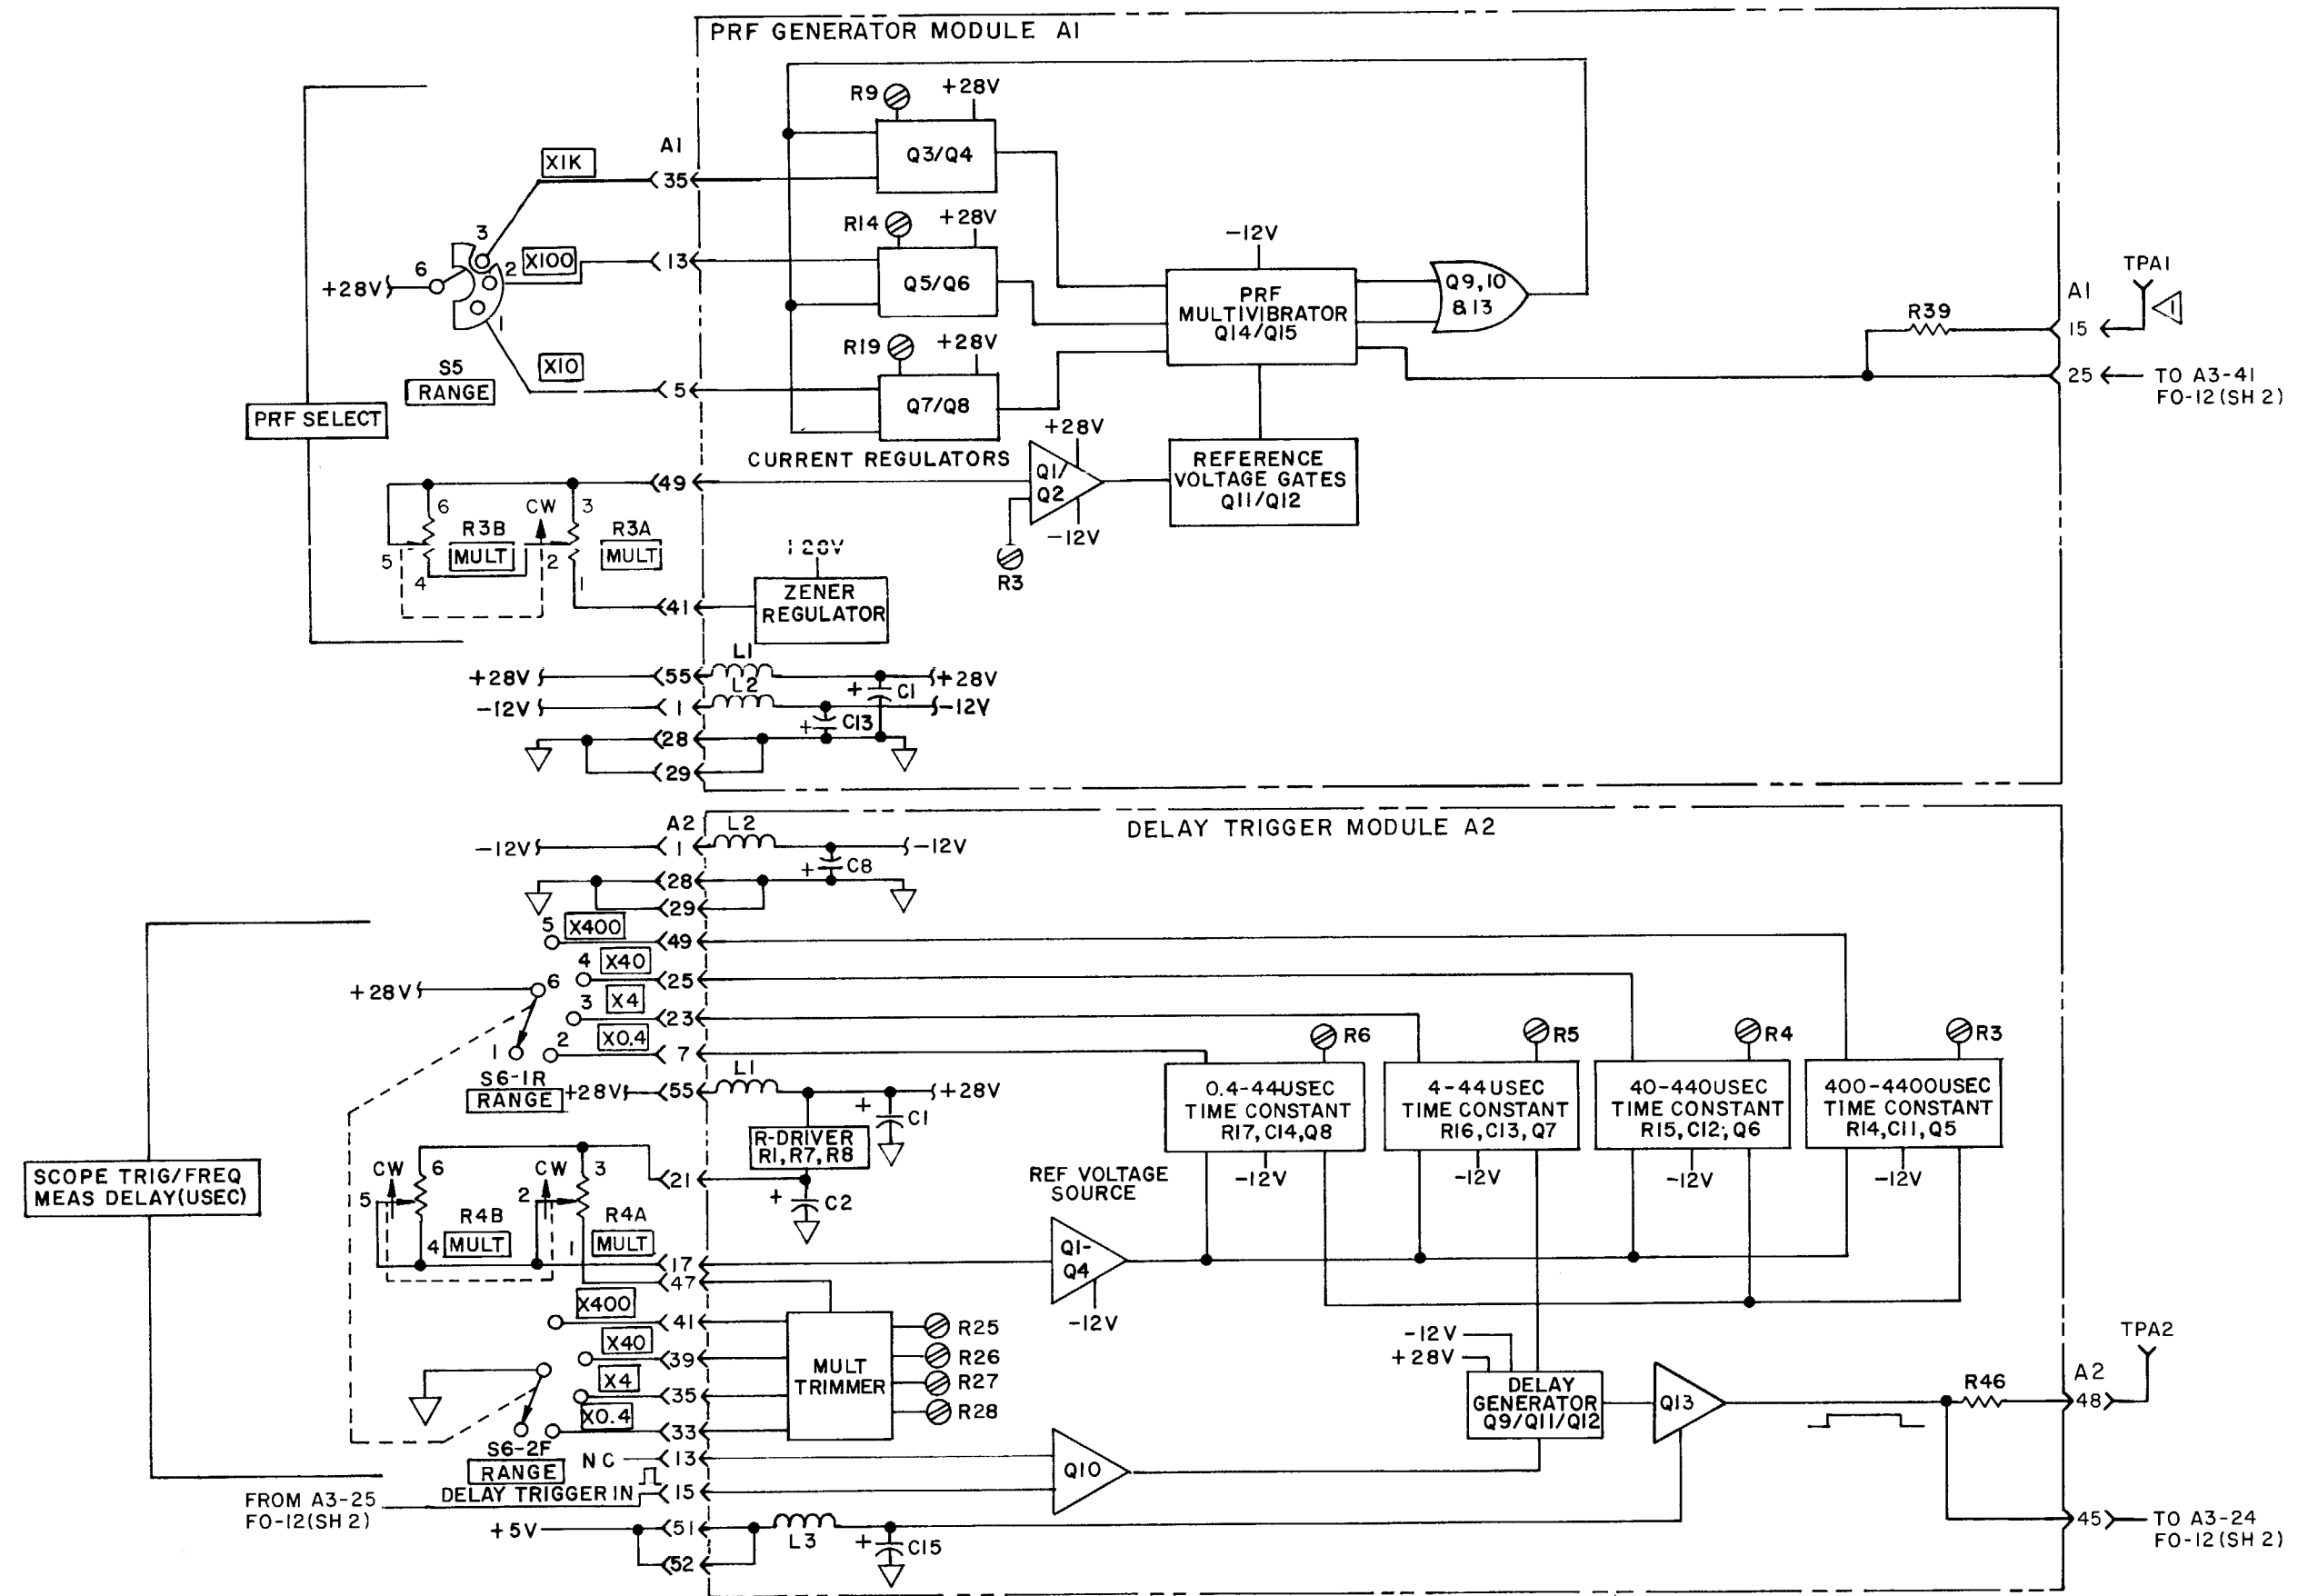 PRF GENERATOR MODULE A1
R9
+28V
A1
X1K
35
Q3/Q4
R14
+28V
3
6
2
X100
13
+28V
1
Q5/Q6
-12V
PRF
MULTIVIBRATOR
Q14/Q15
Q9,10
&13
TPA1
A1
1
R39
15
25
TO A3-41
FO-12(SH 2)
R19
+28V
X10
S5
RANGE
5
Q7/Q8
PRF SELECT
CURRENT REGULATORS
+28V
49
Q1/
Q2
-12V
R3
REFERENCE
VOLTAGE GATES
Q11/Q12
6
CW
3
R3B
MULT
R3A
MULT
5
4
2
1
41
ZENER
REGULATOR
+28V
55
L1
+
C1
+28V
-12V
1
L2
+
C13
-12V
28
29
DELAY TRIGGER MODULE A2
A2
L2
-12V
1
-12V
+
C8
28
29
5
X400
49
4
X40
25
+28V
6
3
X4
23
2
X0.4
7
1
S6-1R
RANGE
+28V
55
L1
+
C1
+28V
R6
R5
R4
R3
0.4-44USEC
TIME CONSTANT
R17, C14,Q8
4-44USEC
TIME CONSTANT
R16, C13, Q7
40-440USEC
TIME CONSTANT
R15, C12; Q6
400-4400USEC
TIME CONSTANT
R14, C11, Q5
-12V
-12V
-12V
-12V
R-DRIVER
R1, R7, R8
SCOPE TRIG/FREQ
MEAS DELAY(USEC)
CW
6
CW
3
5
2
21
+
C2
R4B
MULT
R4A
MULT
4
1
17
47
REF VOLTAGE
SOURCE
Q1-
Q4
-12V
X400
41
X40
39
X4
35
X0.4
33
MULT
TRIMMER
R25
R26
R27
R28
S6-2F
RANGE
NC
13
DELAY TRIGGER IN
15
FROM A3-25
FO-12(SH 2)
Q10
-12V
+28V
DELAY
GENERATOR
Q9/Q11/Q12
Q13
R46
TPA2
A2
48
45
TO A3-24
FO-12(SH 2)
+5V
51
52
L3
+
C15